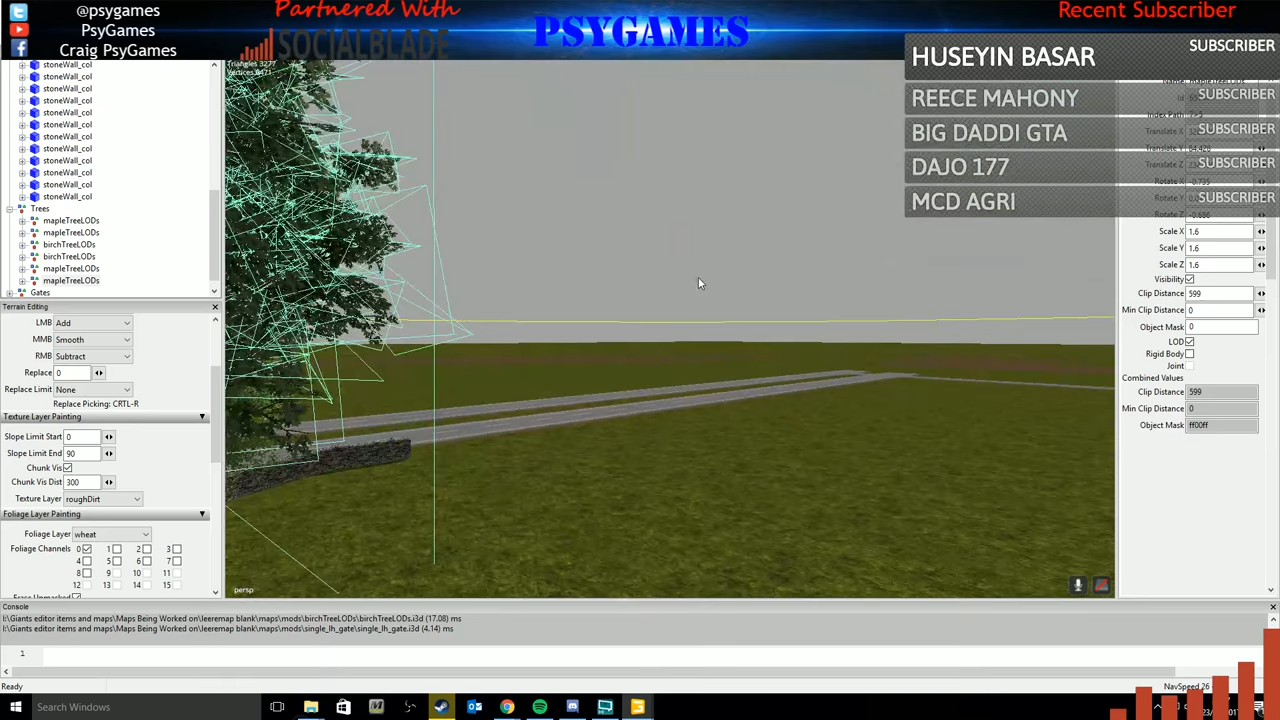 @psygames
PsyGames
Craig PsyGames
Partnered With
SOCIALBLADE
PSYGAMES
Recent Subscriber
HUSEYIN BASAR SUBSCRIBER
REECE MAHONY SUBSCRIBER
BIG DADDI GTA SUBSCRIBER
DAJO 177 SUBSCRIBER
MCD AGRI SUBSCRIBER
stoneWall_col
stoneWall_col
stoneWall_col
stoneWall_col
stoneWall_col
stoneWall_col
stoneWall_col
stoneWall_col
stoneWall_col
stoneWall_col
stoneWall_col
stoneWall_col
Trees
mapleTreeLODs
mapleTreeLODs
birchTreeLODs
birchTreeLODs
mapleTreeLODs
mapleTreeLODs
Gates
Terrain Editing
LMB Add
MMB Smooth
RMB Subtract
Replace 0
Replace Limit None
Replace Picking: CRTL-R
Texture Layer Painting
Slope Limit Start 0
Slope Limit End 90
Chunk Vis
Chunk Vis Dist 300
Texture Layer roughDirt
Foliage Layer Painting
Foliage Layer wheat
Foliage Channels 0 1 2 3
4 5 6 7
8 9 10 11
12 13 14 15
Triangles 3277
persp
Scale X 1.6
Scale Y 1.6
Scale Z 1.6
Visibility
Clip Distance 599
Min Clip Distance 0
Object Mask 0
LOD
Rigid Body
Joint
Combined Values
Clip Distance 599
Min Clip Distance 0
Object Mask ff00ff
Console
I:\Giants editor items and maps\Maps Being Worked on\leeremap blank\maps\mods\birchTreeLODs\birchTreeLODs.i3d (17.08) ms
I:\Giants editor items and maps\Maps Being Worked on\leeremap blank\maps\mods\single_lh_gate\single_lh_gate.i3d (4.14) ms
1
Ready
NavSpeed 26
Search Windows